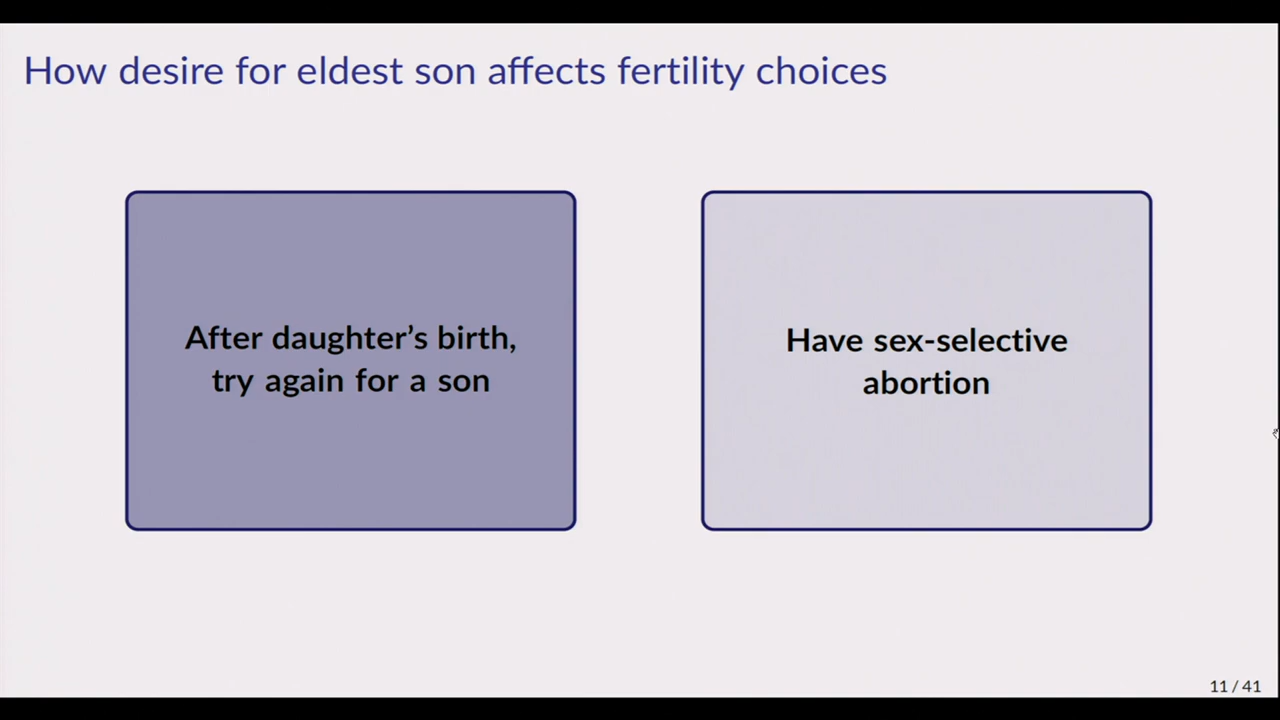 How desire for eldest son affects fertility choices
After daughter’s birth,
try again for a son
Have sex-selective
abortion
11 / 41